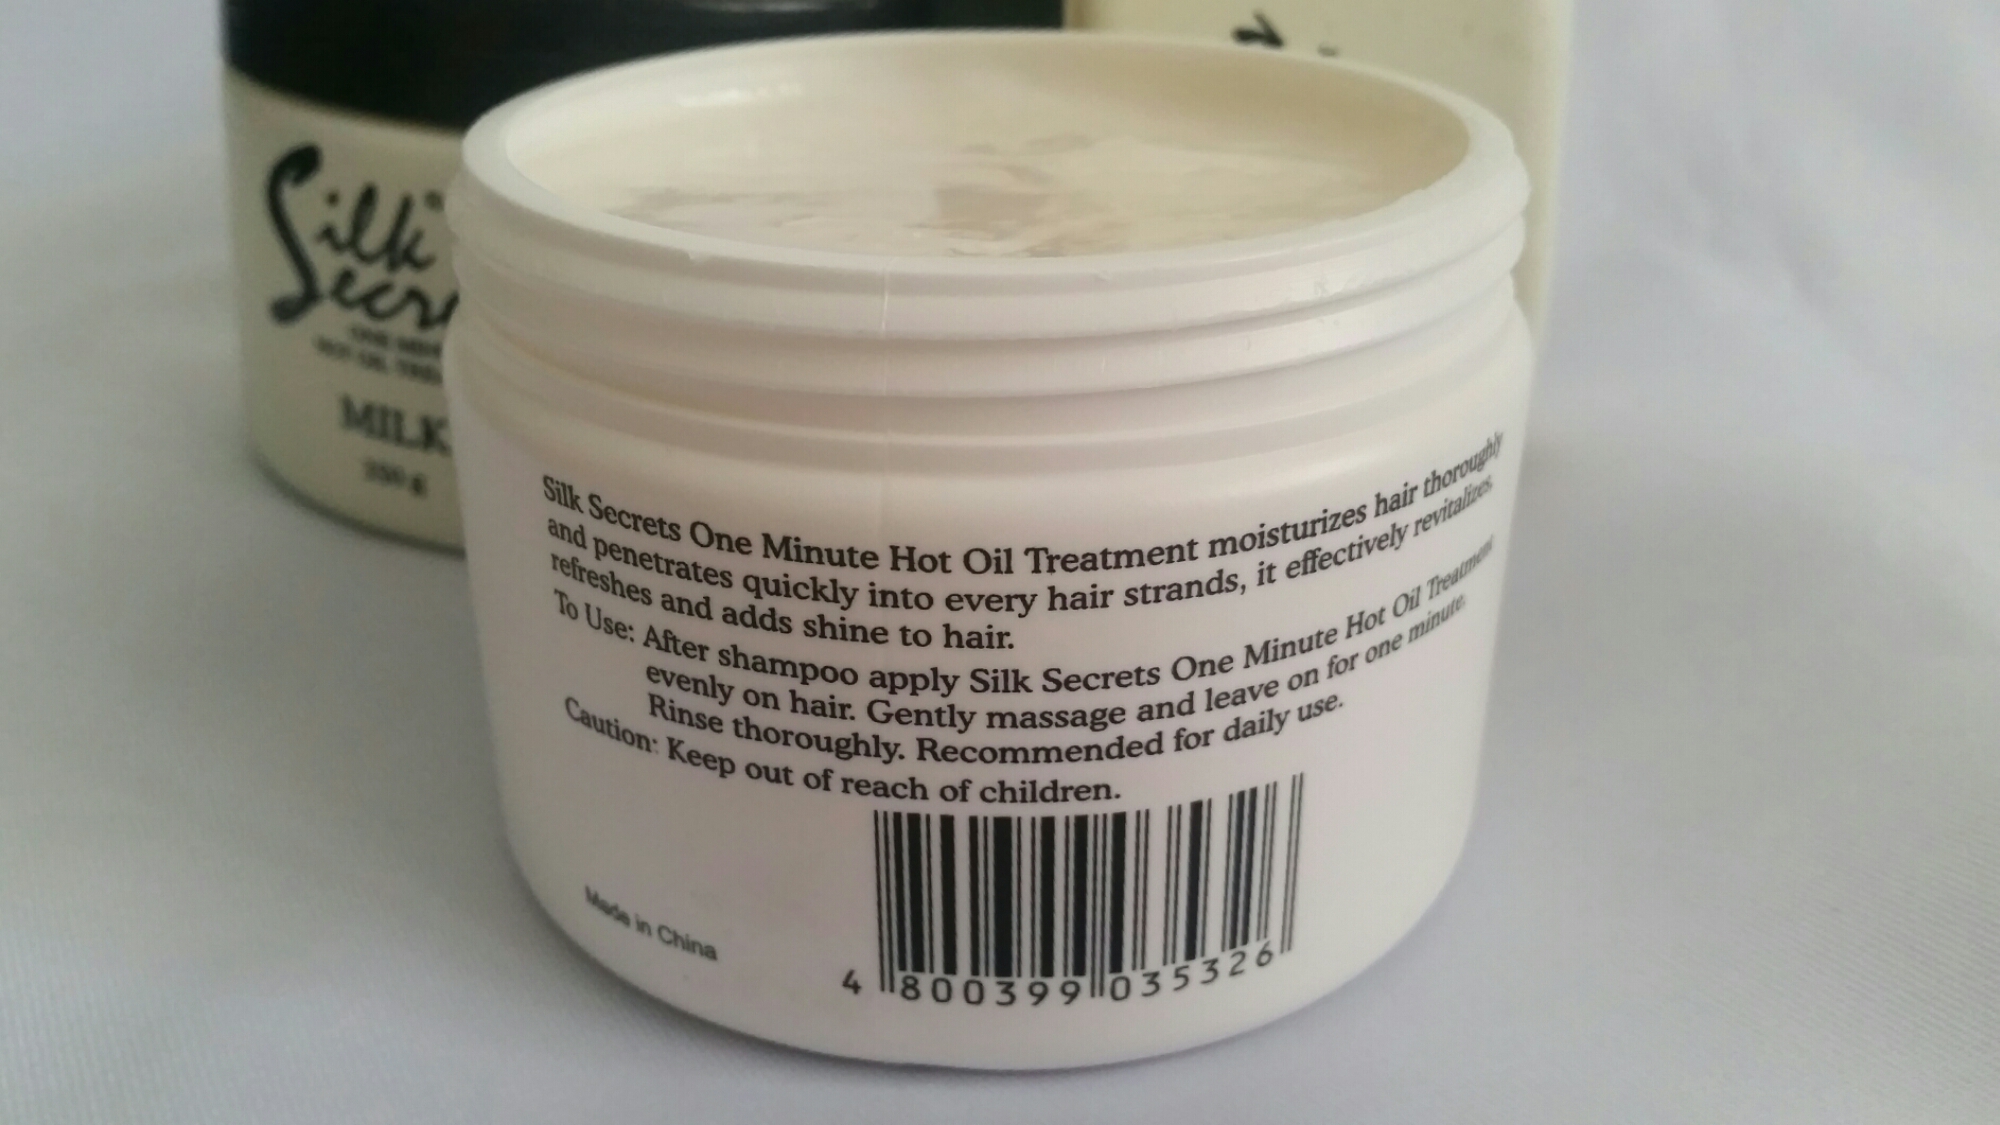 Silk
MILK
Silk Secrets One Minute Hot Oil Treatment moisturizes hair thoroughly
and penetrates quickly into every hair strands, it effectively revitalizes,
refreshes and adds shine to hair.
To Use: After shampoo apply Silk Secrets One Minute Hot Oil Treatment
evenly on hair. Gently massage and leave on for one minute.
Rinse thoroughly. Recommended for daily use.
Caution: Keep out of reach of children.
Made in China
4 800399 035326